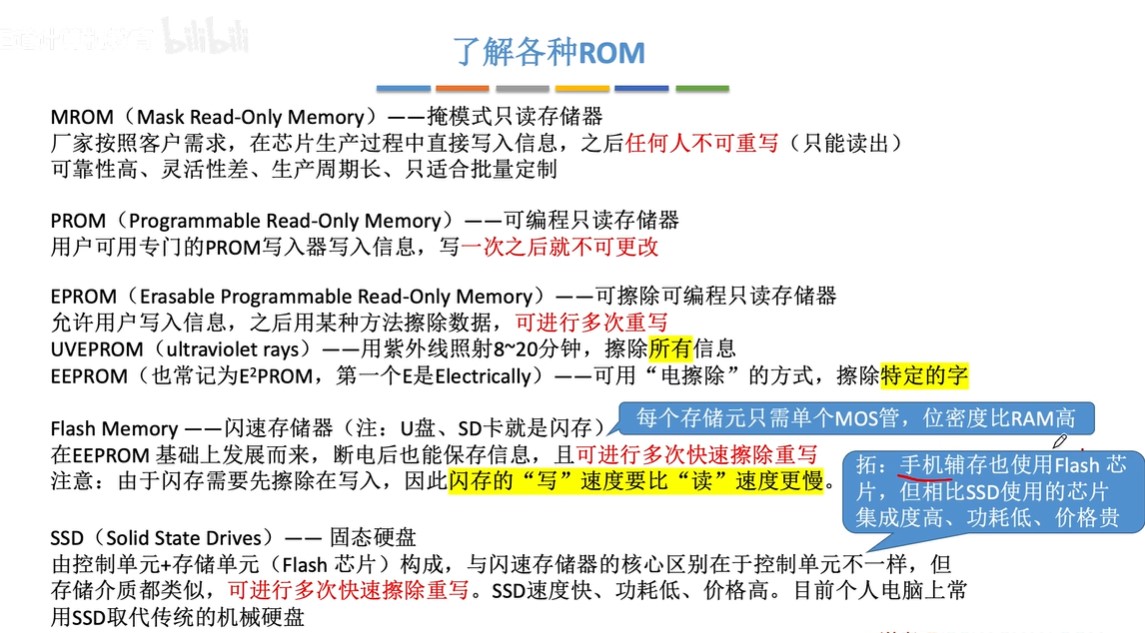 bilibili
了解各种ROM
MROM（Mask Read-Only Memory）——掩模式只读存储器
厂家按照客户需求，在芯片生产过程中直接写入信息，之后任何人不可重写（只能读出）
可靠性高、灵活性差、生产周期长、只适合批量定制
PROM（Programmable Read-Only Memory）——可编程只读存储器
用户可用专门的PROM写入器写入信息，写一次之后就不可更改
EPROM（Erasable Programmable Read-Only Memory）——可擦除可编程只读存储器
允许用户写入信息，之后用某种方法擦除数据，可进行多次重写
UVEPROM（ultraviolet rays）——用紫外线照射8~20分钟，擦除所有信息
EEPROM（也常记为E²PROM，第一个E是Electrically）——可用“电擦除”的方式，擦除特定的字
Flash Memory ——闪速存储器（注：U盘、SD卡就是闪存）
每个存储元只需单个MOS管，位密度比RAM高
在EEPROM 基础上发展而来，断电后也能保存信息，且可进行多次快速擦除重写
注意：由于闪存需要先擦除在写入，因此闪存的“写”速度要比“读”速度更慢。
拓：手机辅存也使用Flash 芯
片，但相比SSD使用的芯片
集成度高、功耗低、价格贵
SSD（Solid State Drives）—— 固态硬盘
由控制单元+存储单元（Flash 芯片）构成，与闪速存储器的核心区别在于控制单元不一样，但
存储介质都类似，可进行多次快速擦除重写。SSD速度快、功耗低、价格高。目前个人电脑上常
用SSD取代传统的机械硬盘